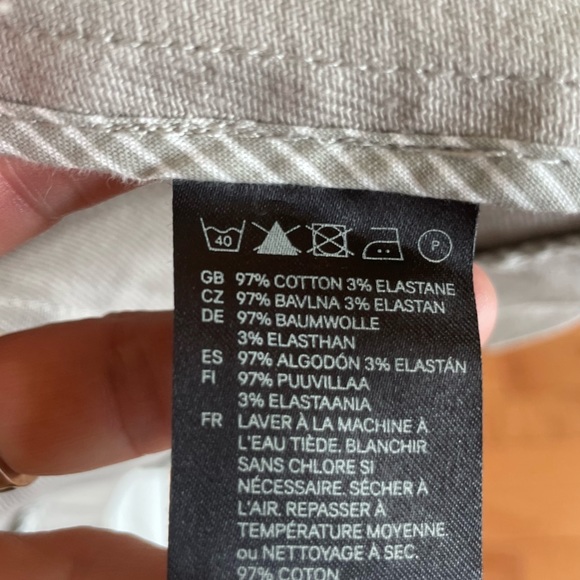 40 P
GB 97% COTTON 3% ELASTANE
CZ 97% BAVLNA 3% ELASTAN
DE 97% BAUMWOLLE
3% ELASTHAN
ES 97% ALGODÓN 3% ELASTÁN
FI 97% PUUVILLAA
3% ELASTAANIA
FR LAVER À LA MACHINE À
L'EAU TIÈDE. BLANCHIR
SANS CHLORE SI
NÉCESSAIRE. SÉCHER À
L'AIR. REPASSER À
TEMPÉRATURE MOYENNE.
ou NETTOYAGE À SEC.
97% COTON